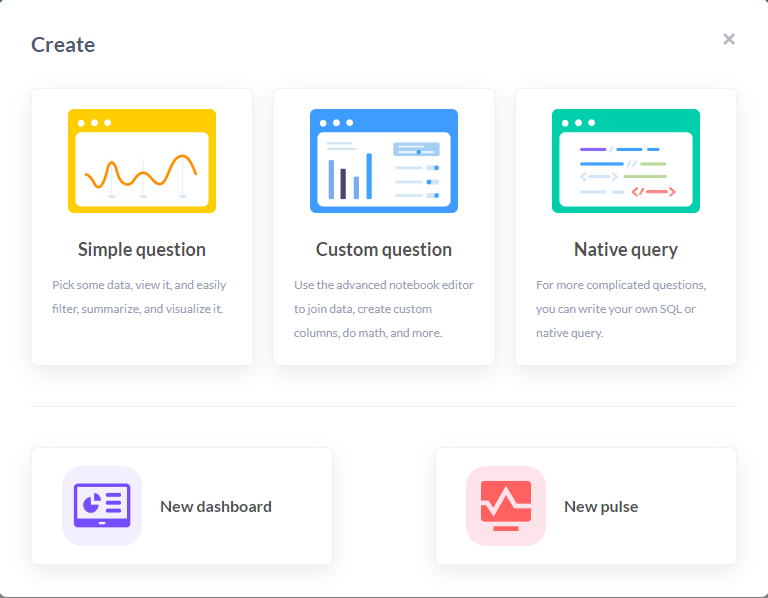 Create
Simple question
Pick some data, view it, and easily
filter, summarize, and visualize it.
Custom question
Use the advanced notebook editor
to join data, create custom
columns, do math, and more.
Native query
For more complicated questions,
you can write your own SQL or
native query.
New dashboard
New pulse